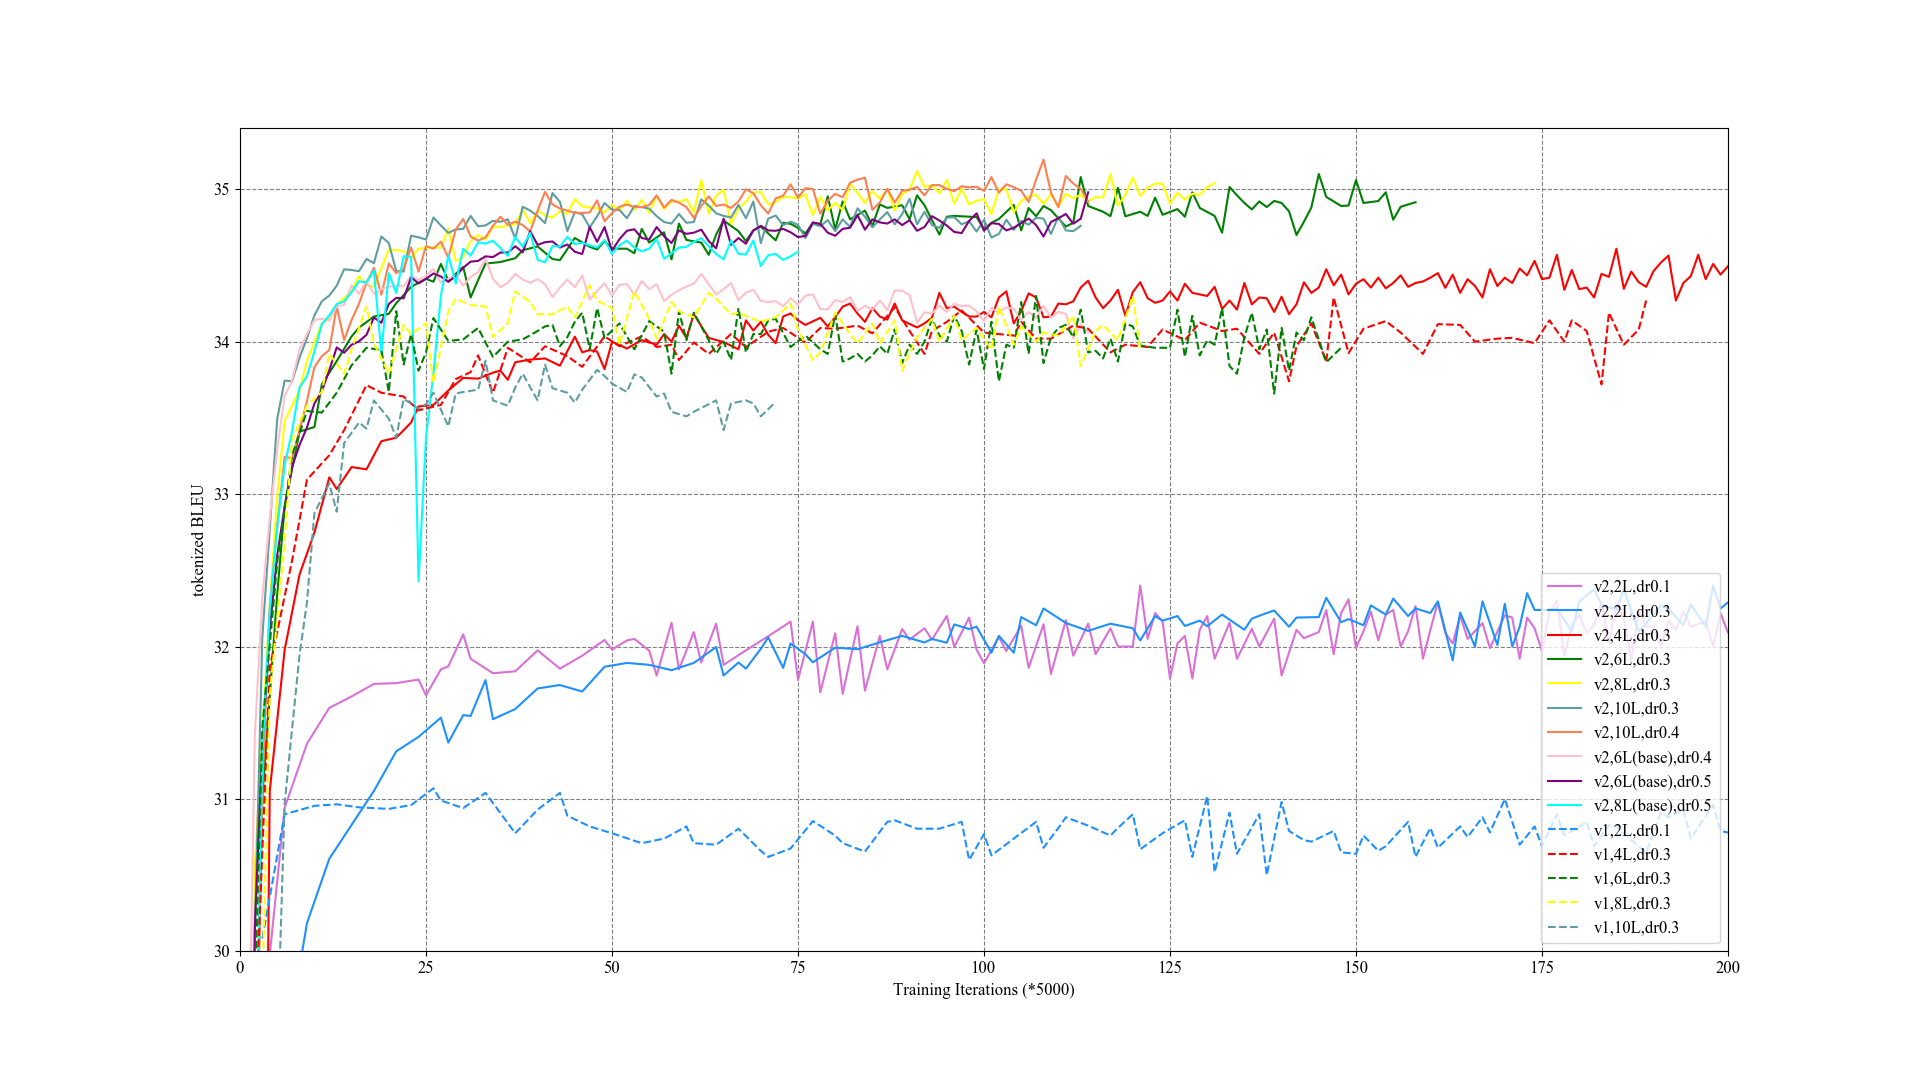 35
34
33
32
31
30
tokenized BLEU
0 25 50 75 100 125 150 175 200
Training Iterations (*5000)
v2,2L,dr0.1
v2,2L,dr0.3
v2,4L,dr0.3
v2,6L,dr0.3
v2,8L,dr0.3
v2,10L,dr0.3
v2,10L,dr0.4
v2,6L(base),dr0.4
v2,6L(base),dr0.5
v2,8L(base),dr0.5
v1,2L,dr0.1
v1,4L,dr0.3
v1,6L,dr0.3
v1,8L,dr0.3
v1,10L,dr0.3